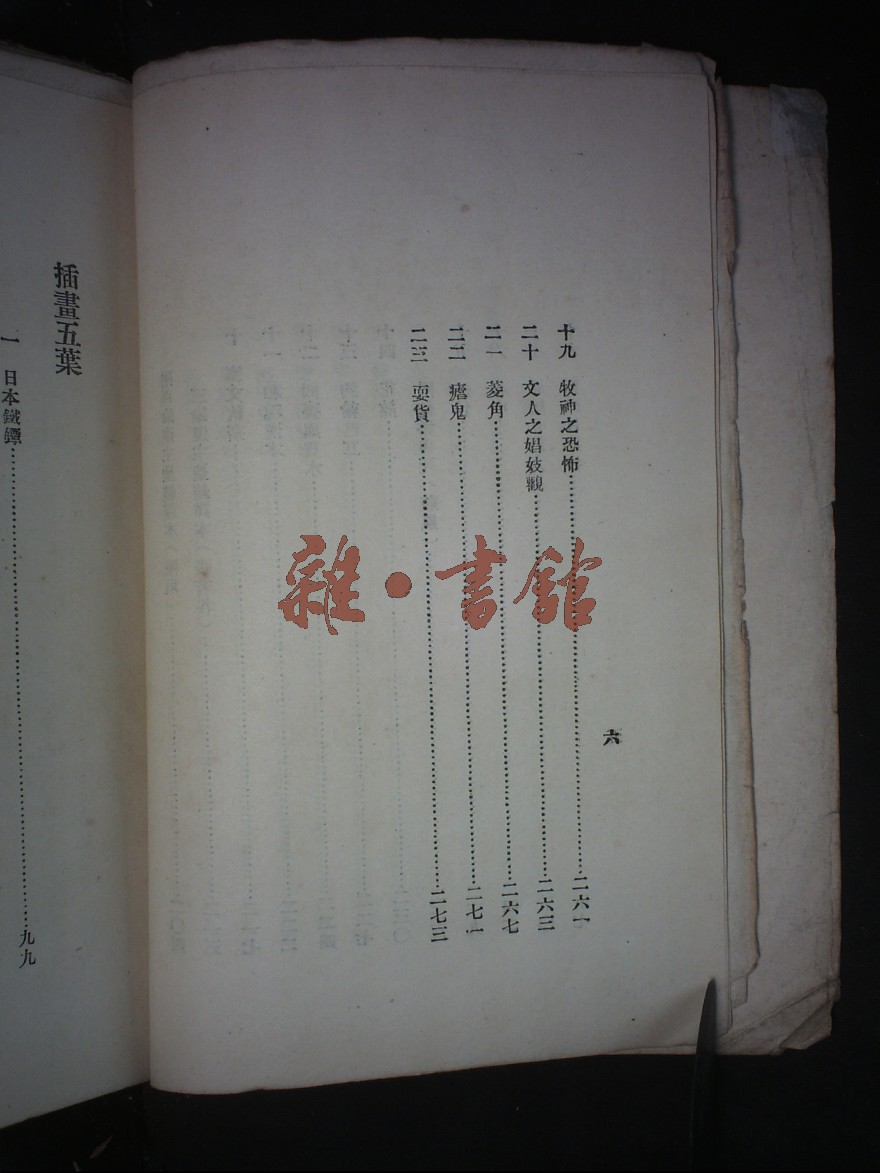 六
十九 牧神之恐怖……二六一
二十 文人之娼妓觀……二六三
二一 菱角……二六七
二二 瘧鬼……二七一
二三 耍貨……二七三
插畫五葉
一 日本鐵鐔……九九
雜·書館